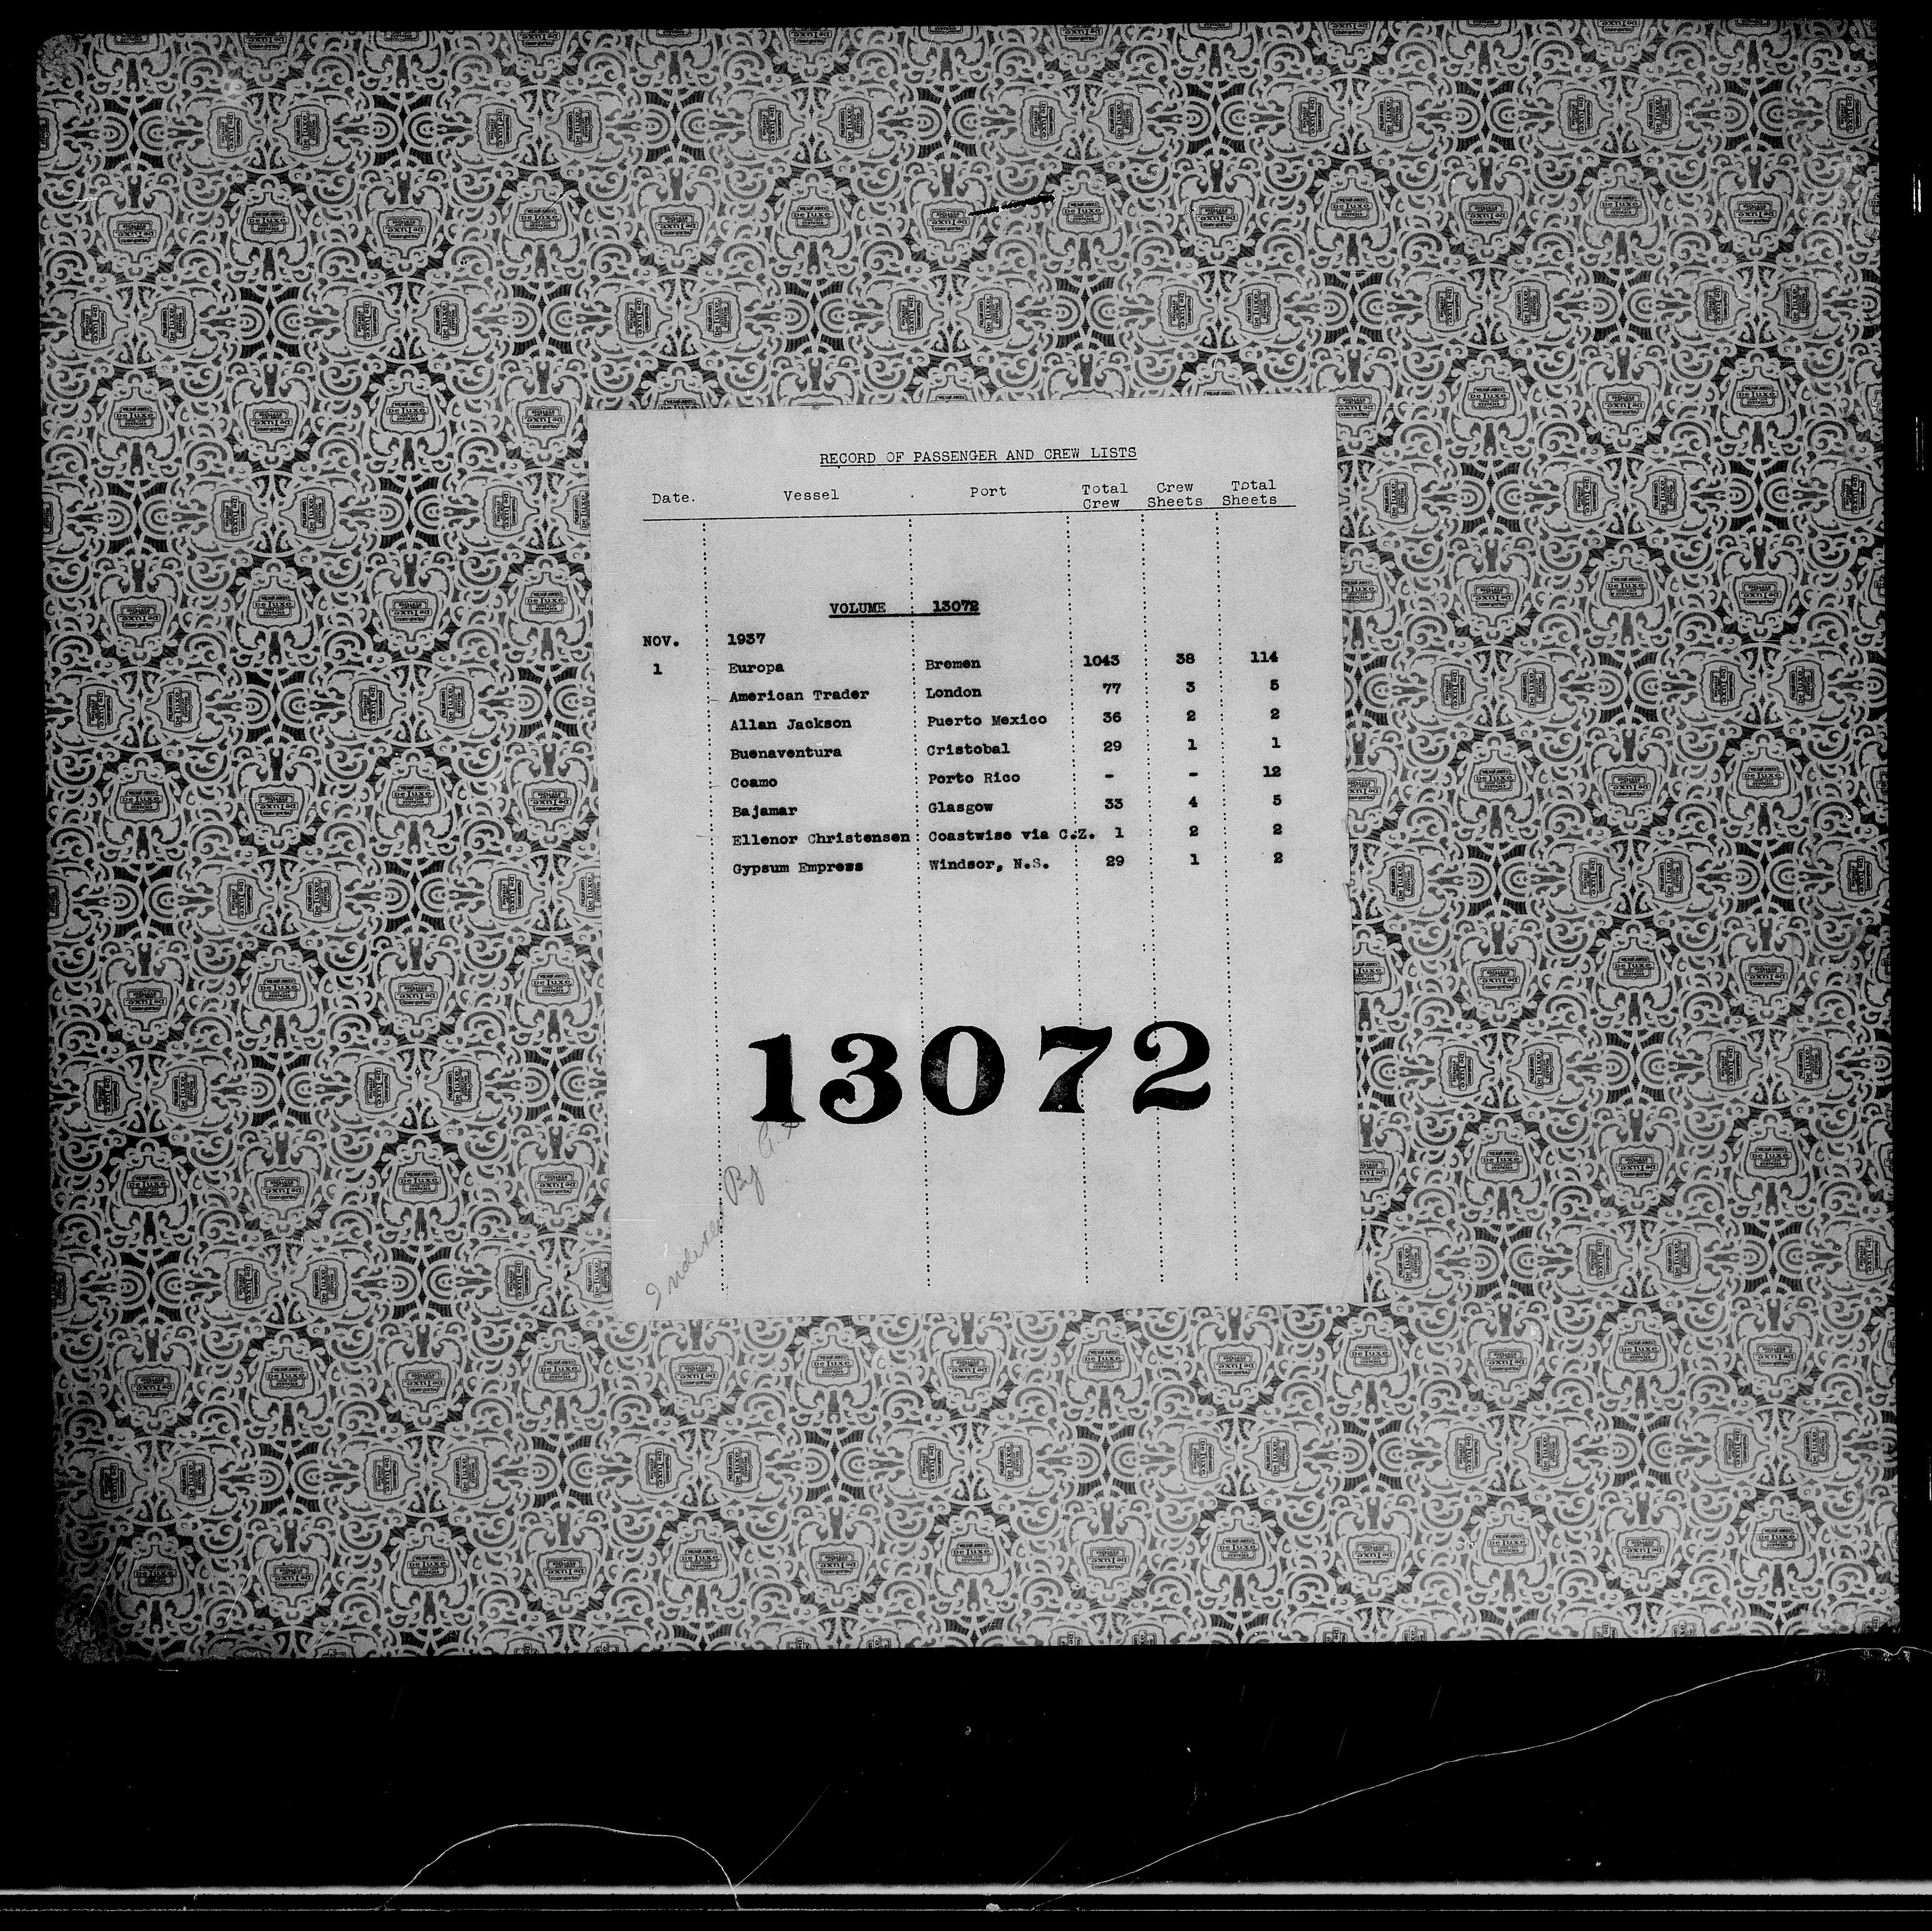 RECORD OF PASSENGER AND CREW LISTS
Date. Vessel Port Total Crew Crew Sheets Total Sheets
VOLUME 13072
NOV. 1937
1 Europa Bremen 1043 38 114
American Trader London 77 3 5
Allan Jackson Puerto Mexico 36 2 2
Buenaventura Cristobal 29 1 1
Coamo Porto Rico - - 12
Bajamar Glasgow 33 4 5
Ellenor Christensen Coastwise via C.Z. 1 2 2
Gypsum Empress Windsor, N.S. 29 1 2
13072
Indexed By